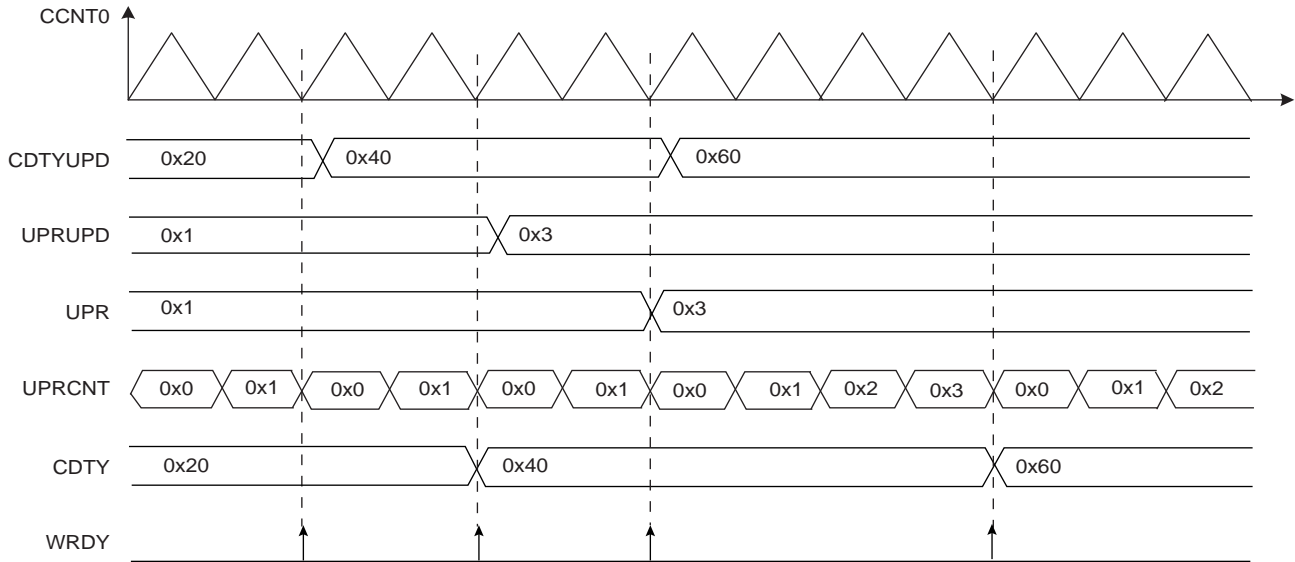 CCNT0
CDTYUPD 0x20 0x40 0x60
UPRUPD 0x1 0x3
UPR 0x1 0x3
UPRCNT 0x0 0x1 0x0 0x1 0x0 0x1 0x0 0x1 0x2 0x3 0x0 0x1 0x2
CDTY 0x20 0x40 0x60
WRDY